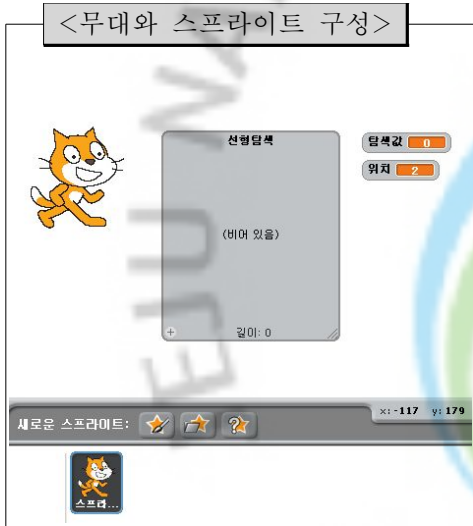 <무대와 스프라이트 구성>
선형탐색
탐색값 0
위치 2
(비어 있음)
+ 길이: 0
x: -117 y: 179
새로운 스프라이트:
스프라...
JEJU NA